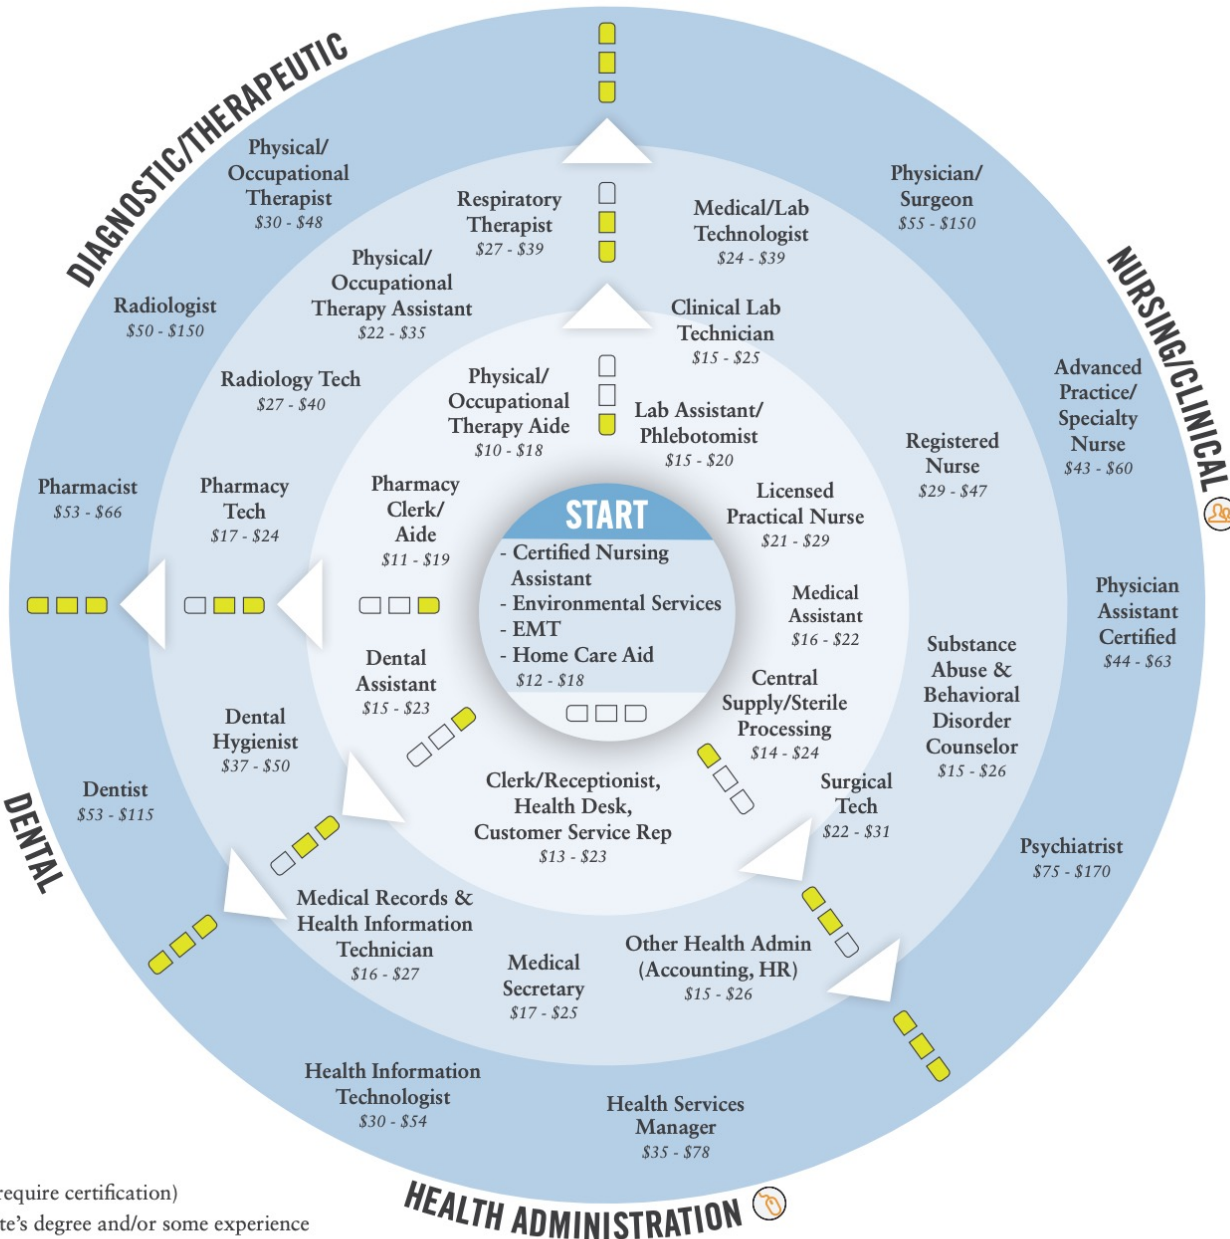 DIAGNOSTIC/THERAPEUTIC
Physical/
Occupational
Therapist
$30 - $48
Radiologist
$50 - $150
Pharmacist
$53 - $66
Respiratory
Therapist
$27 - $39
Physical/
Occupational
Therapy Assistant
$22 - $35
Radiology Tech
$27 - $40
Pharmacy
Tech
$17 - $24
Physical/
Occupational
Therapy Aide
$10 - $18
Pharmacy
Clerk/
Aide
$11 - $19
NURSING/CLINICAL
Physician/
Surgeon
$55 - $150
Advanced
Practice/
Specialty
Nurse
$43 - $60
Physician
Assistant
Certified
$44 - $63
Psychiatrist
$75 - $170
Medical/Lab
Technologist
$24 - $39
Clinical Lab
Technician
$15 - $25
Registered
Nurse
$29 - $47
Substance
Abuse &
Behavioral
Disorder
Counselor
$15 - $26
Surgical
Tech
$22 - $31
Lab Assistant/
Phlebotomist
$15 - $20
Licensed
Practical Nurse
$21 - $29
Medical
Assistant
$16 - $22
Central
Supply/Sterile
Processing
$14 - $24
START
- Certified Nursing
Assistant
- Environmental Services
- EMT
- Home Care Aid
$12 - $18
DENTAL
Dental
Assistant
$15 - $23
Dental
Hygienist
$37 - $50
Dentist
$53 - $115
Clerk/Receptionist,
Health Desk,
Customer Service Rep
$13 - $23
Medical Records &
Health Information
Technician
$16 - $27
Medical
Secretary
$17 - $25
Other Health Admin
(Accounting, HR)
$15 - $26
Health Information
Technologist
$30 - $54
Health Services
Manager
$35 - $78
HEALTH ADMINISTRATION
require certification)
te's degree and/or some experience